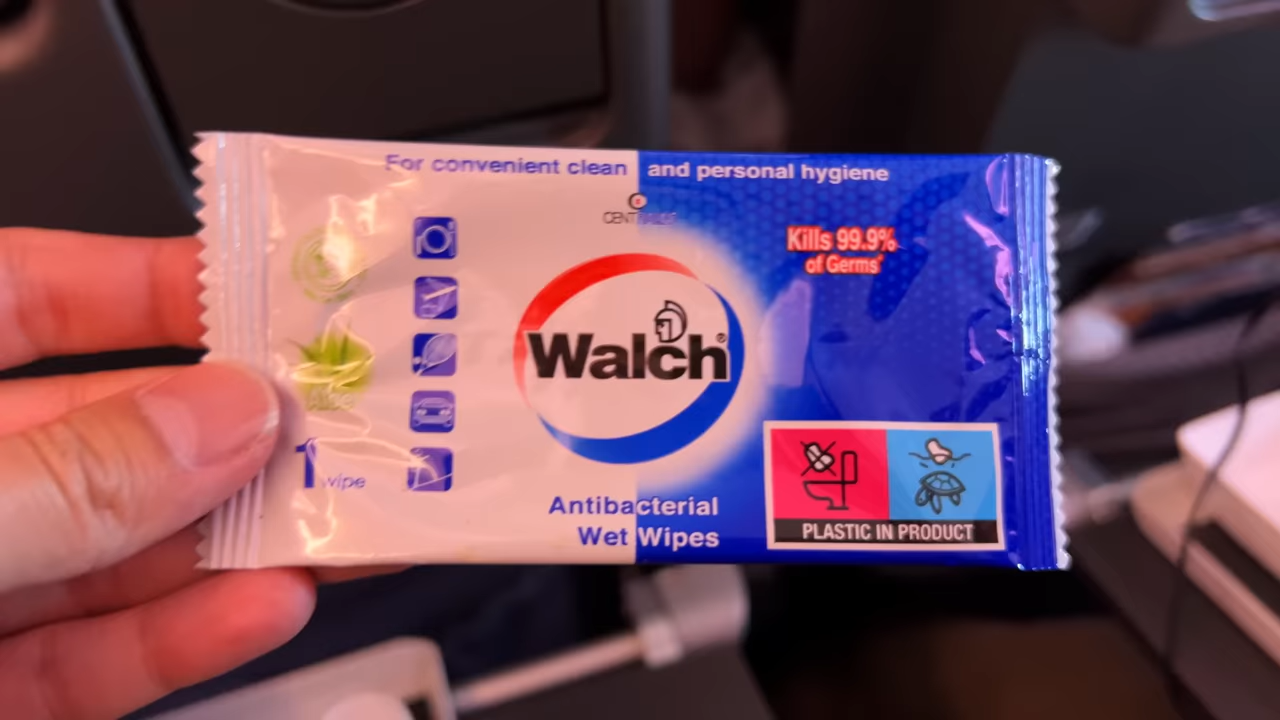 For convenient clean and personal hygiene
Kills 99.9%
of Germs*
Walch®
Aloe
1 wipe
Antibacterial
Wet Wipes
PLASTIC IN PRODUCT